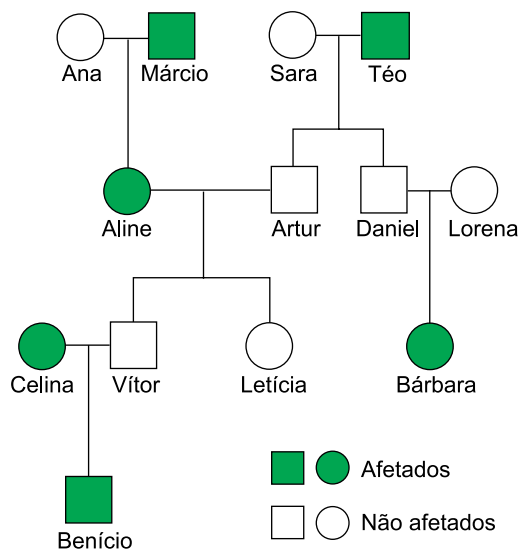 Ana Márcio Sara Téo
Aline Artur Daniel Lorena
Celina Vítor Letícia Bárbara
Afetados
Não afetados
Benício